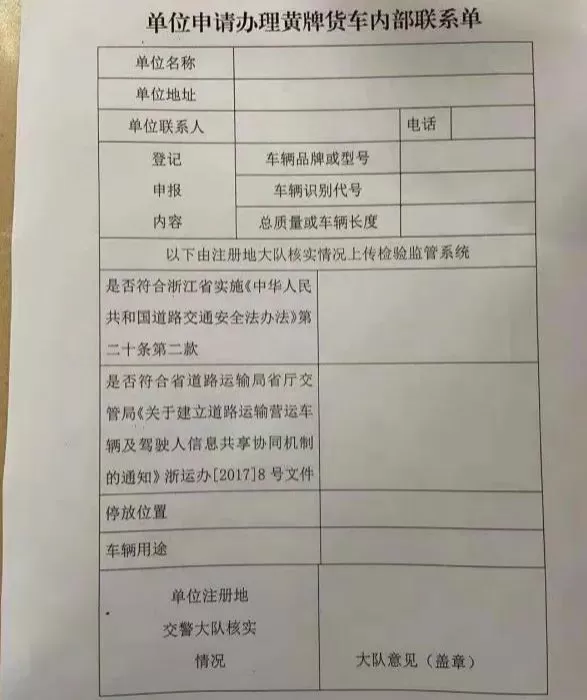 单位申请办理黄牌货车内部联系单
单位名称
单位地址
单位联系人 电话
登记 车辆品牌或型号
申报 车辆识别代号
内容 总质量或车辆长度
以下由注册地大队核实情况上传检验监管系统
是否符合浙江省实施《中华人民
共和国道路交通安全法办法》第
二十条第二款
是否符合省道路运输局省厅交
管局《关于建立道路运输营运车
辆及驾驶人信息共享协同机制
的通知》浙运办[2017]8号文件
停放位置
车辆用途
单位注册地
交警大队核实
情况
大队意见（盖章）